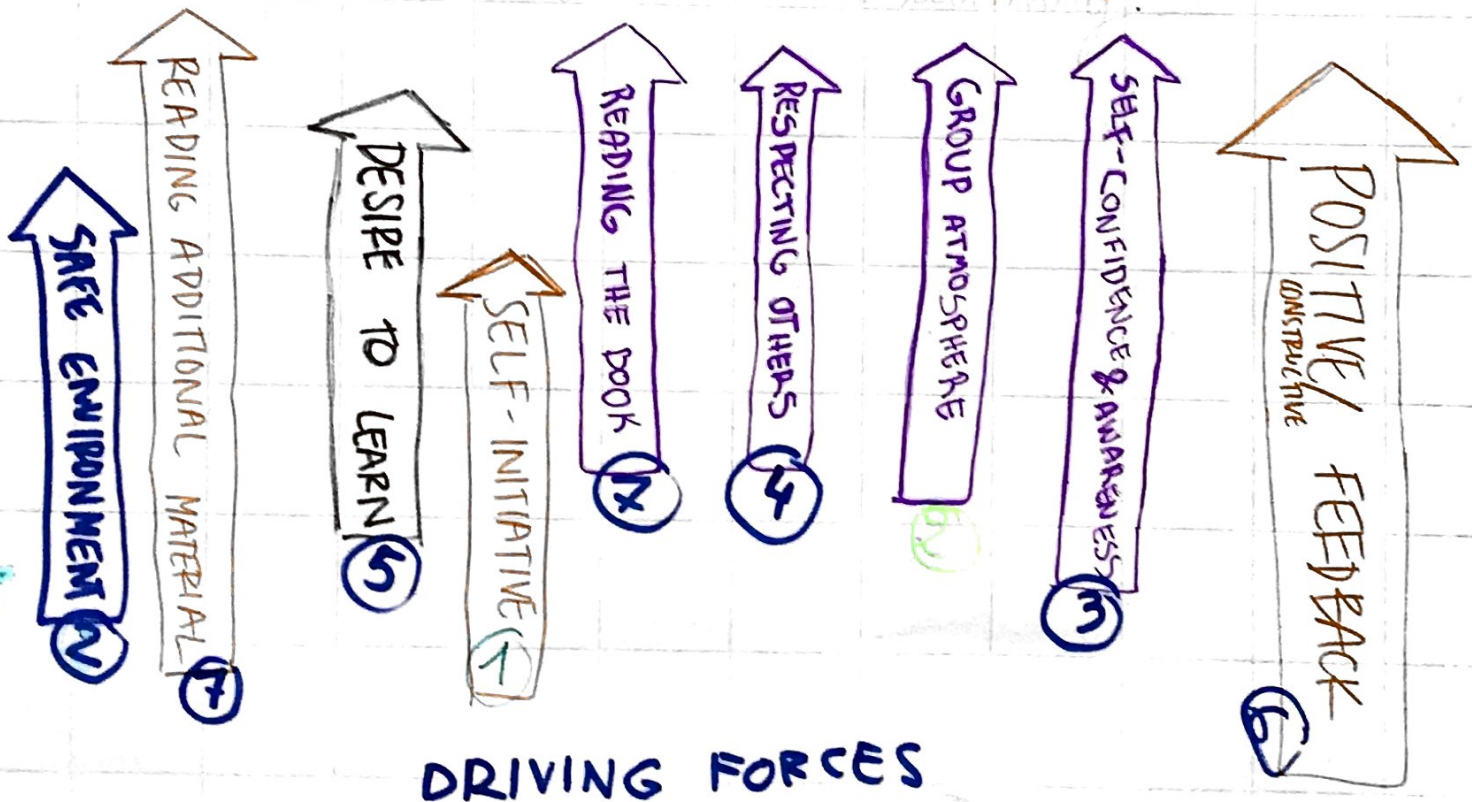 SAFE ENVIRONMENT
2
READING ADDITIONAL MATERIAL
7
DESIRE TO LEARN
5
SELF-INITIATIVE
1
READING THE BOOK
RESPECTING OTHERS
4
GROUP ATMOSPHERE
SELF-CONFIDENCE & AWARENESS
3
POSITIVE/ FEEDBACK
CONSTRUCTIVE
6
DRIVING FORCES